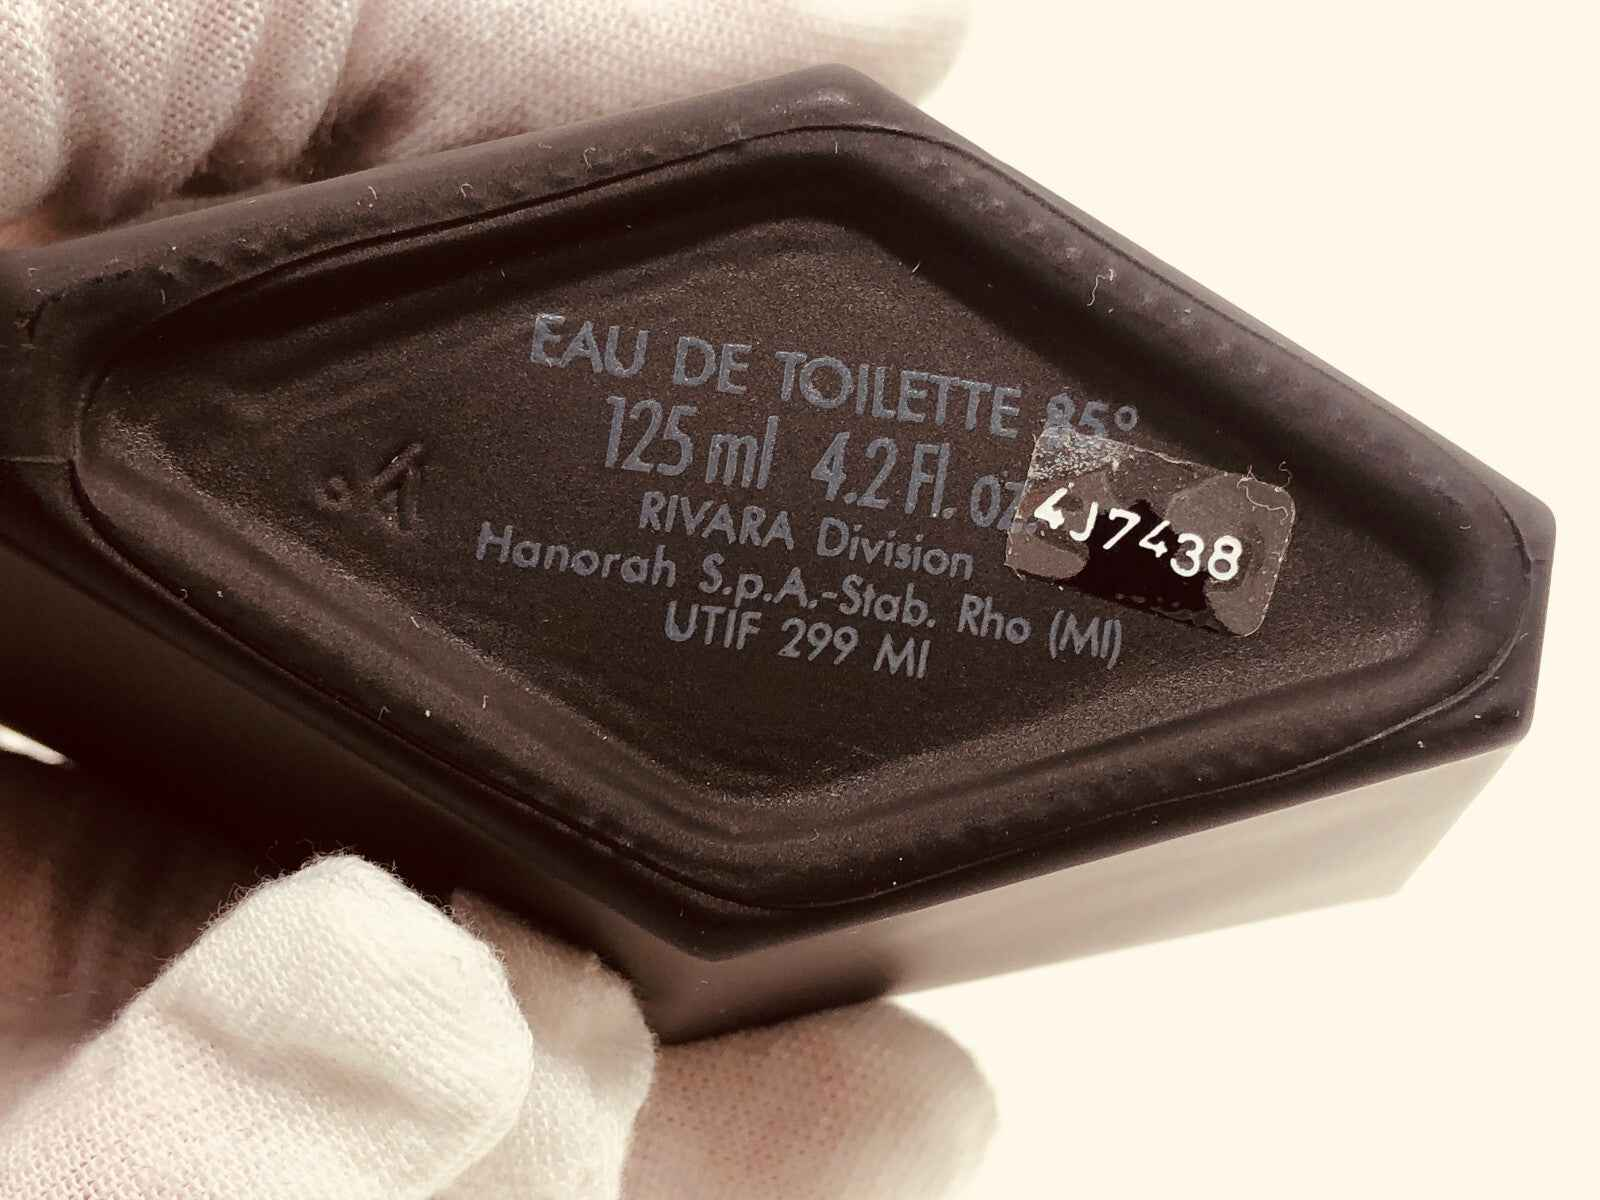 EAU DE TOILETTE 85°
125 ml 4.2 Fl. oz.
RIVARA Division
Hanorah S.p.A.-Stab. Rho (MI)
UTIF 299 MI
4J7438